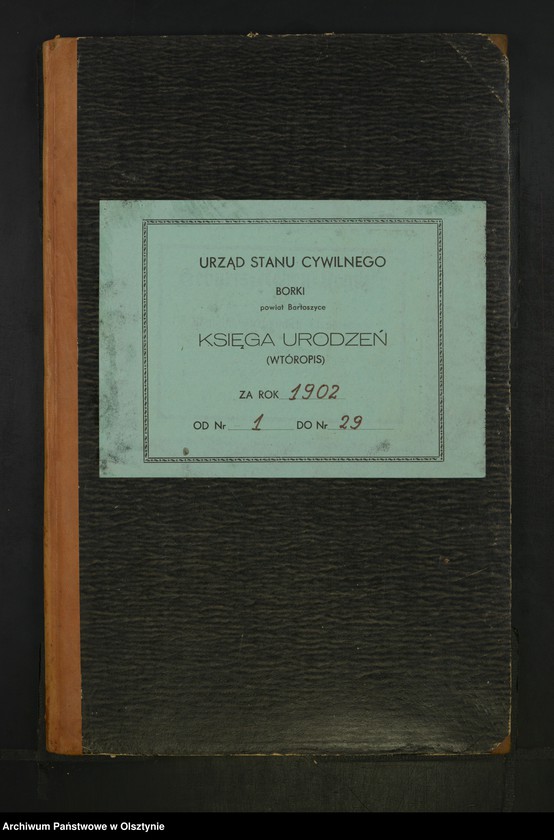 URZĄD STANU CYWILNEGO
BORKI
powiat Bartoszyce
KSIĘGA URODZEŃ
(WTÓROPIS)
ZA ROK 1902
OD Nr 1 DO Nr 29
Archiwum Państwowe w Olsztynie